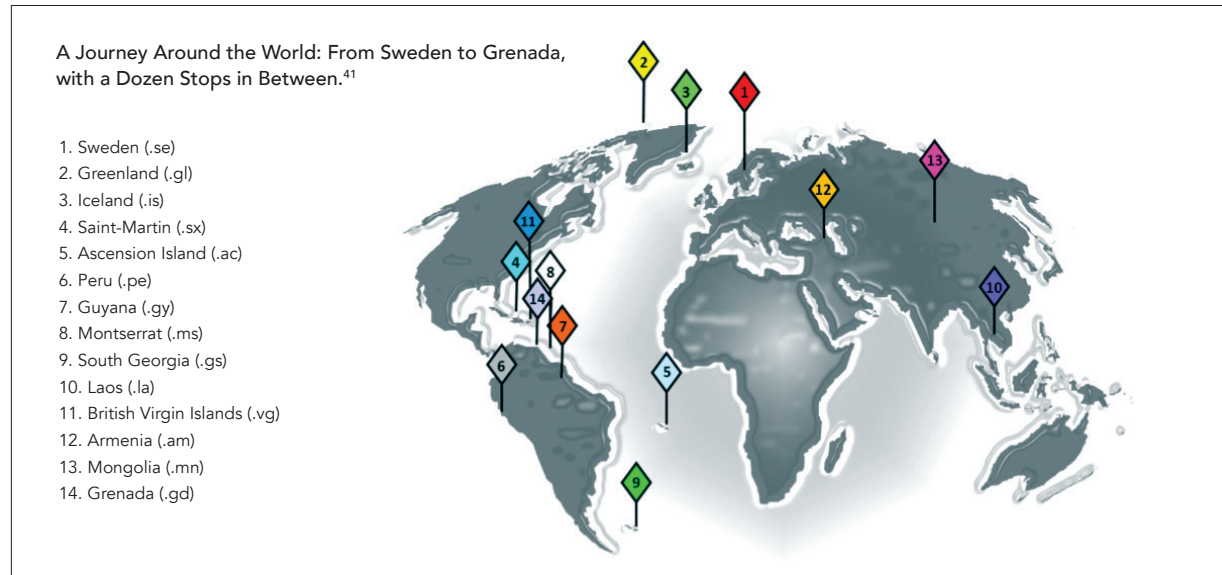 A Journey Around the World: From Sweden to Grenada,
with a Dozen Stops in Between.41
1. Sweden (.se)
2. Greenland (.gl)
3. Iceland (.is)
4. Saint-Martin (.sx)
5. Ascension Island (.ac)
6. Peru (.pe)
7. Guyana (.gy)
8. Montserrat (.ms)
9. South Georgia (.gs)
10. Laos (.la)
11. British Virgin Islands (.vg)
12. Armenia (.am)
13. Mongolia (.mn)
14. Grenada (.gd)
2
3
1
13
12
11
4
8
14
10
7
6
5
9